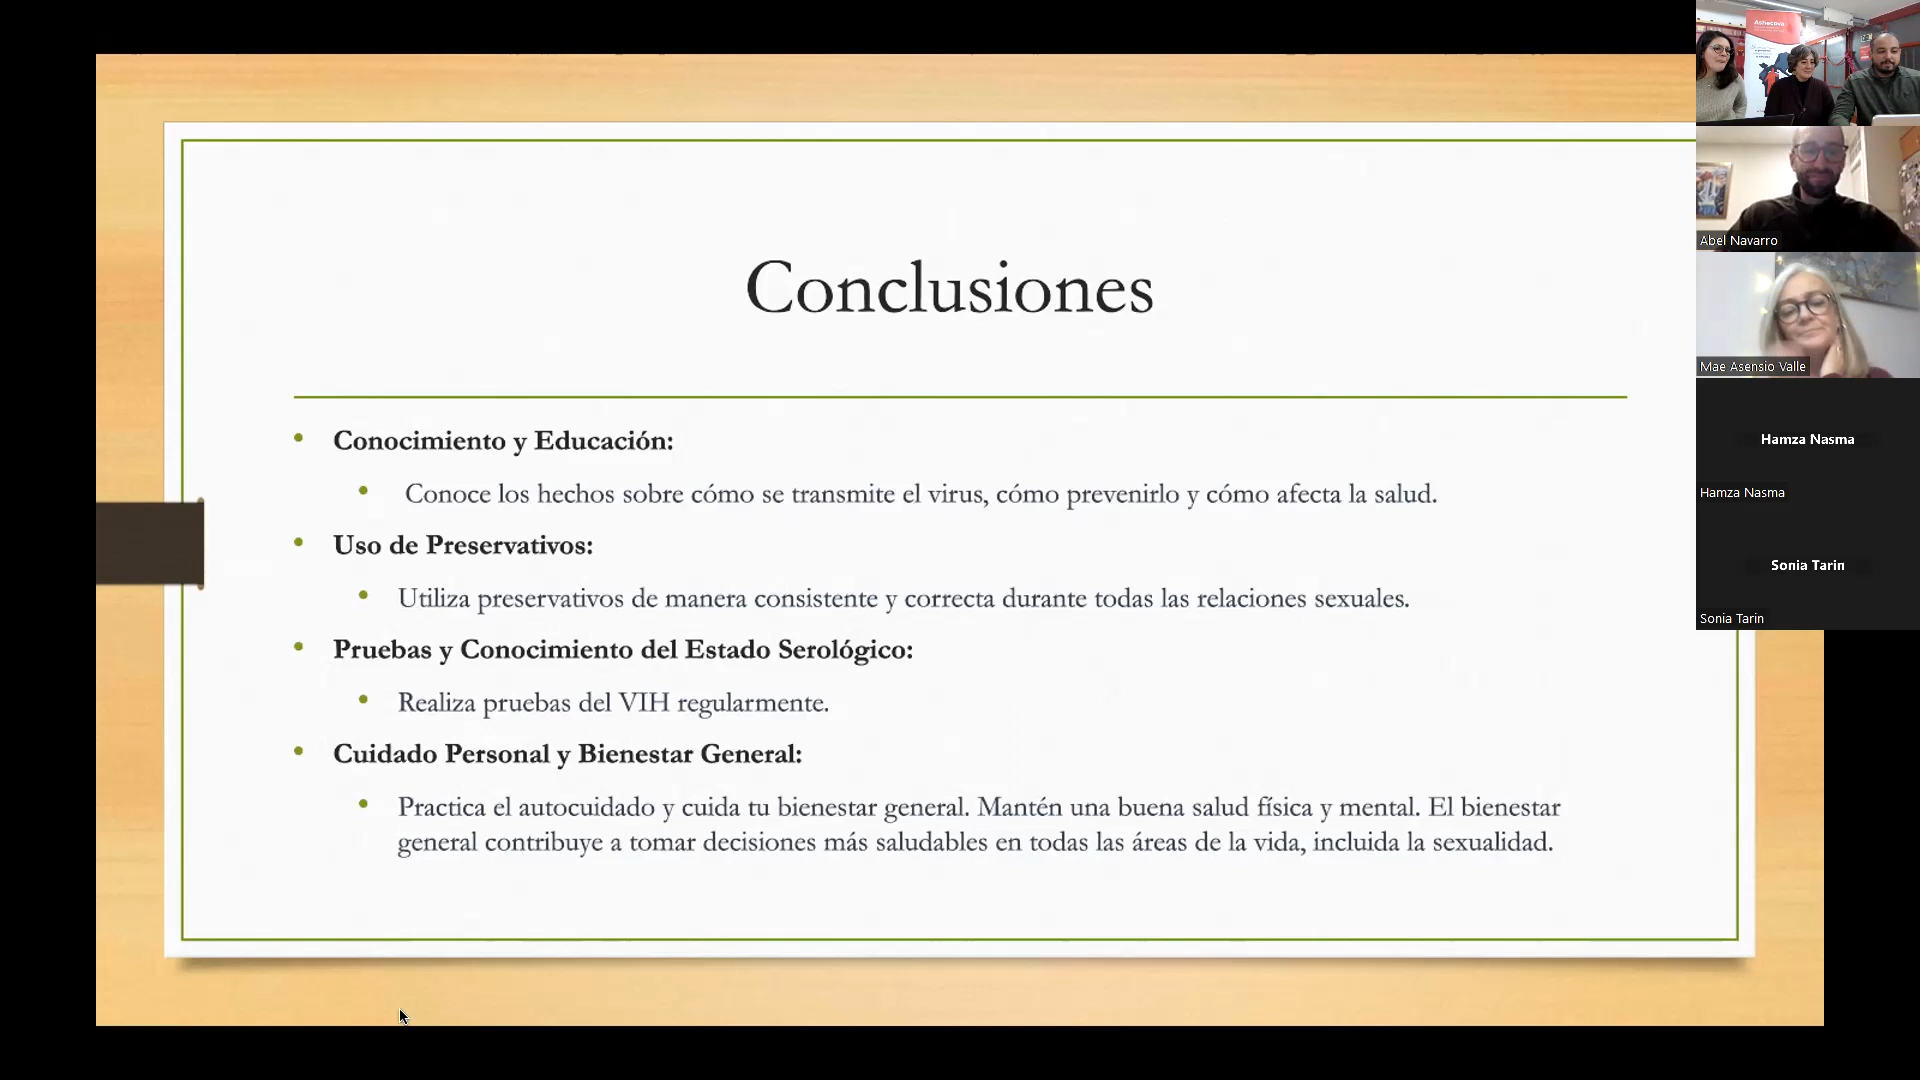 Conclusiones
• Conocimiento y Educación:
• Conoce los hechos sobre cómo se transmite el virus, cómo prevenirlo y cómo afecta la salud.
• Uso de Preservativos:
• Utiliza preservativos de manera consistente y correcta durante todas las relaciones sexuales.
• Pruebas y Conocimiento del Estado Serológico:
• Realiza pruebas del VIH regularmente.
• Cuidado Personal y Bienestar General:
• Practica el autocuidado y cuida tu bienestar general. Mantén una buena salud física y mental. El bienestar
general contribuye a tomar decisiones más saludables en todas las áreas de la vida, incluida la sexualidad.
Abel Navarro
Mae Asensio Valle
Hamza Nasma
Hamza Nasma
Sonia Tarin
Sonia Tarin